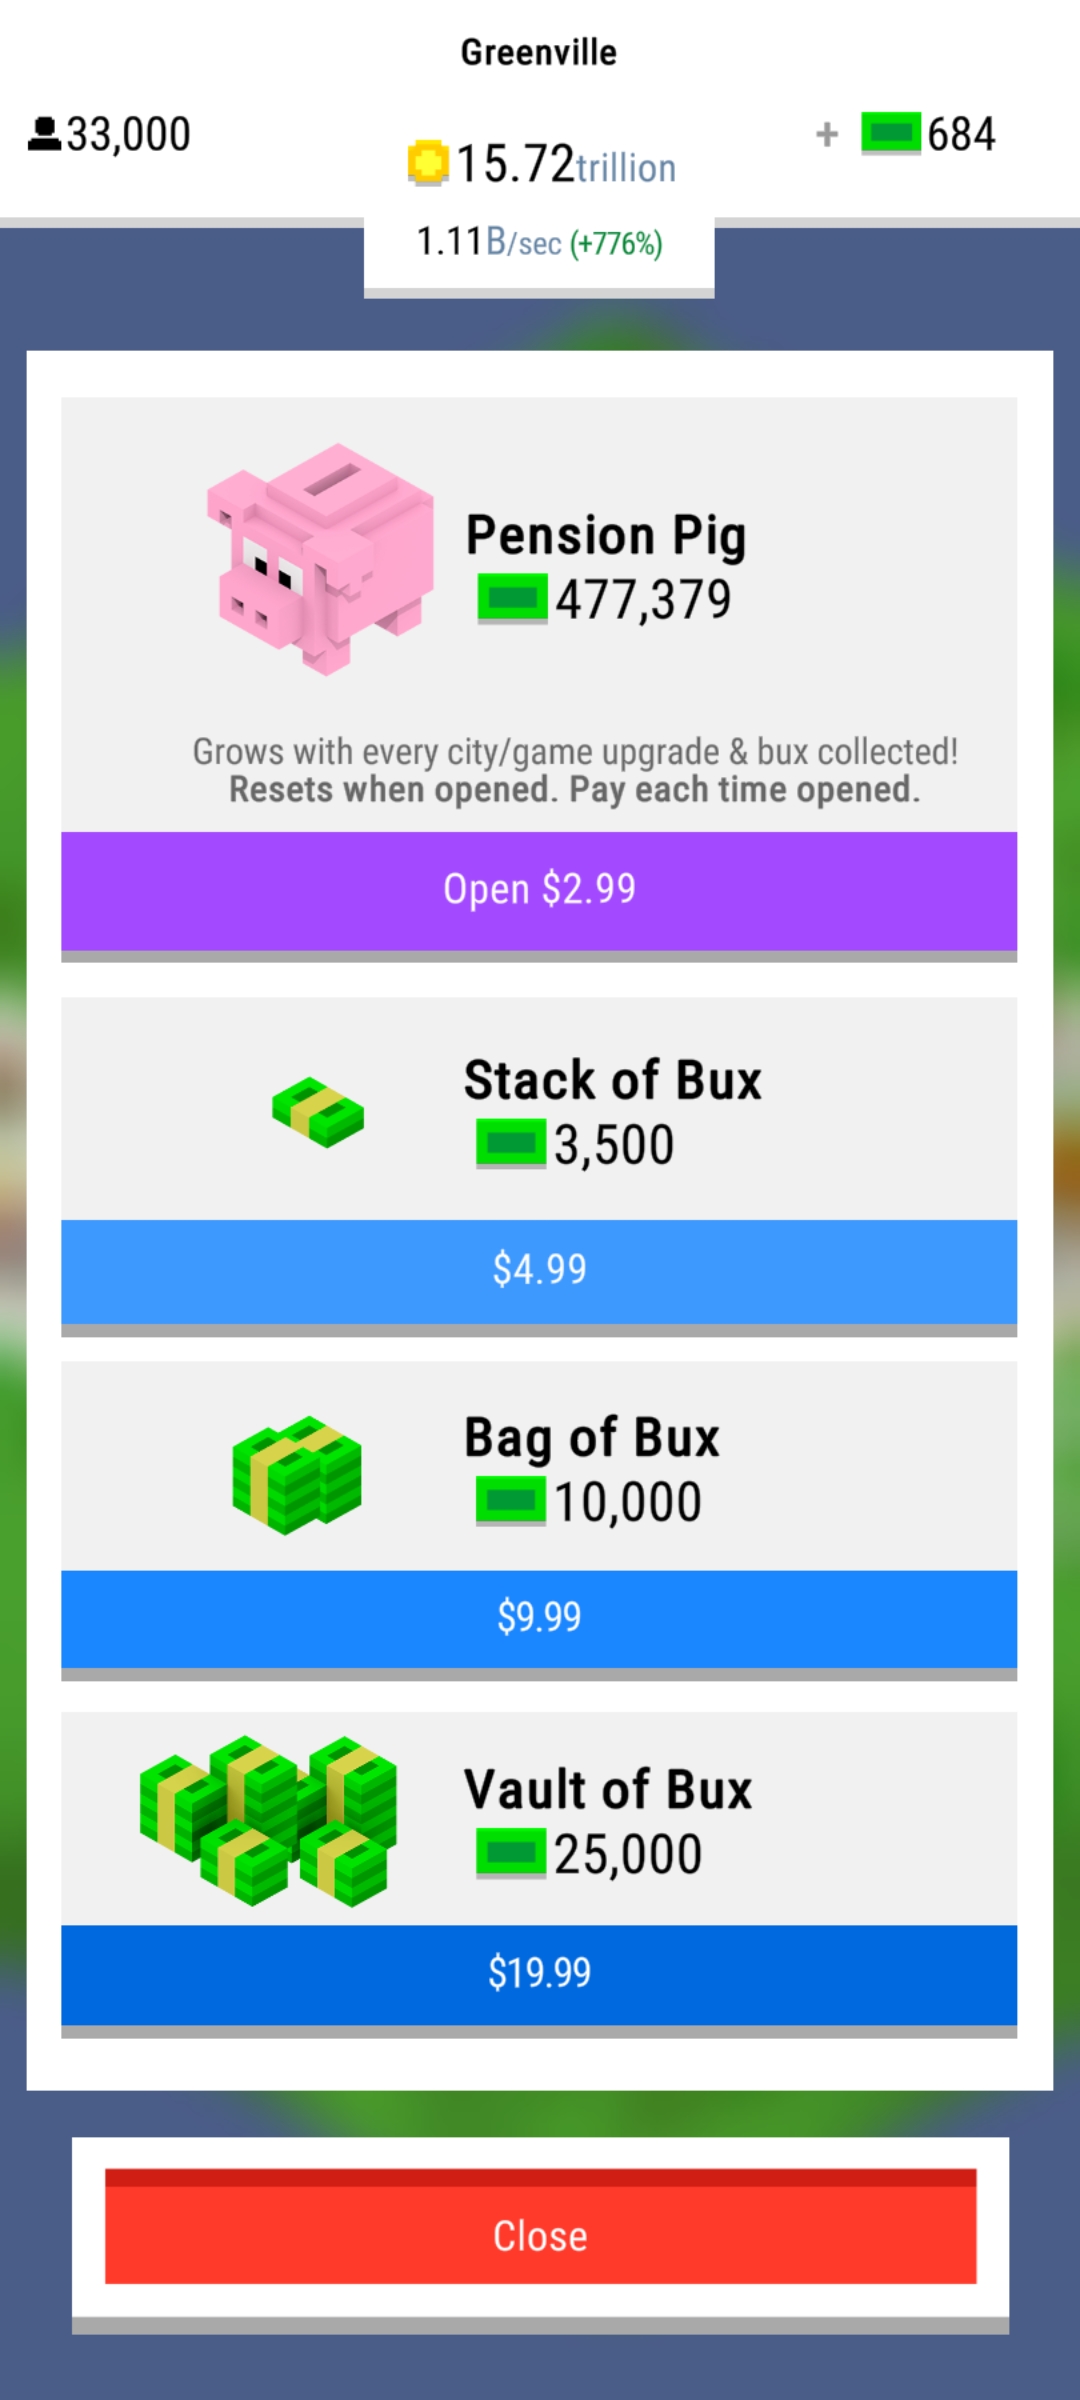 Greenville
33,000
15.72trillion
+ 684
1.11B/sec (+776%)
Pension Pig
477,379
Grows with every city/game upgrade & bux collected!
Resets when opened. Pay each time opened.
Open $2.99
Stack of Bux
3,500
$4.99
Bag of Bux
10,000
$9.99
Vault of Bux
25,000
$19.99
Close